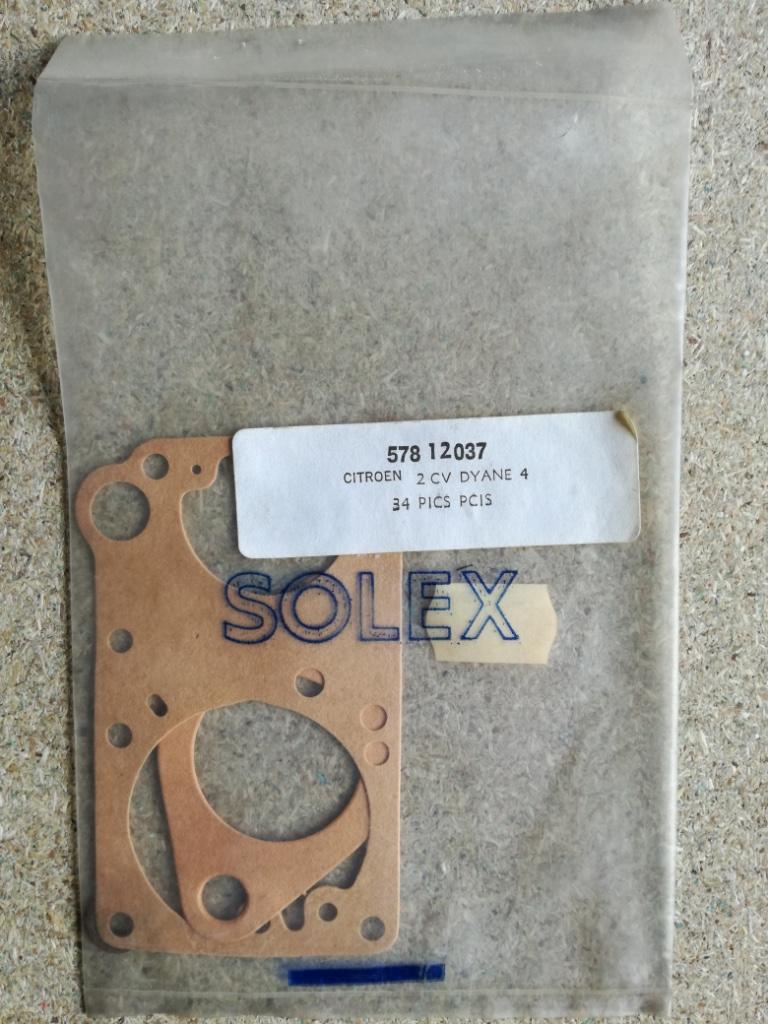 578 12037
CITROEN 2 CV DYANE 4
34 PICS PCIS
SOLEX